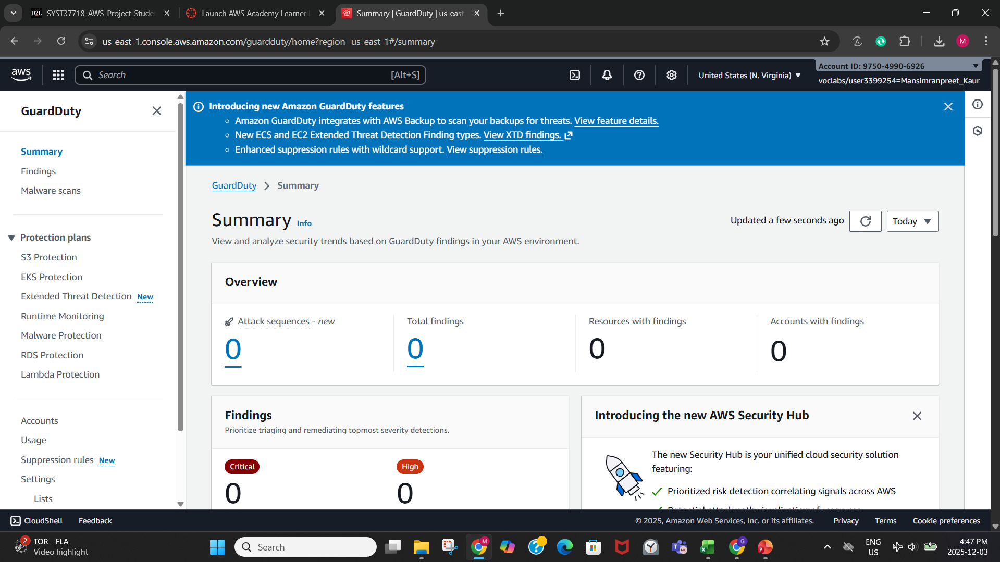 SYST37718_AWS_Project_Studen
Launch AWS Academy Learner L
Summary | GuardDuty | us-east-
us-east-1.console.aws.amazon.com/guardduty/home?region=us-east-1#/summary
M
aws
Search
[Alt+S]
United States (N. Virginia)
Account ID: 9750-4990-6926
voclabs/user3399254=Mansimranpreet_Kaur
GuardDuty
Summary
Findings
Malware scans
Protection plans
S3 Protection
EKS Protection
Extended Threat Detection New
Runtime Monitoring
Malware Protection
RDS Protection
Lambda Protection
Accounts
Usage
Suppression rules New
Settings
Lists
Introducing new Amazon GuardDuty features
Amazon GuardDuty integrates with AWS Backup to scan your backups for threats. View feature details.
New ECS and EC2 Extended Threat Detection Finding types. View XTD findings.
Enhanced suppression rules with wildcard support. View suppression rules.
GuardDuty > Summary
Summary Info
Updated a few seconds ago
Today
View and analyze security trends based on GuardDuty findings in your AWS environment.
Overview
Attack sequences - new
0
Total findings
0
Resources with findings
0
Accounts with findings
0
Findings
Prioritize triaging and remediating topmost severity detections.
Critical
0
High
0
Introducing the new AWS Security Hub
The new Security Hub is your unified cloud security solution
featuring:
Prioritized risk detection correlating signals across AWS
Potential attack path visualization of resources
CloudShell
Feedback
© 2025, Amazon Web Services, Inc. or its affiliates.
Privacy
Terms
Cookie preferences
2
TOR - FLA
Video highlight
Search
ENG
US
4:47 PM
2025-12-03